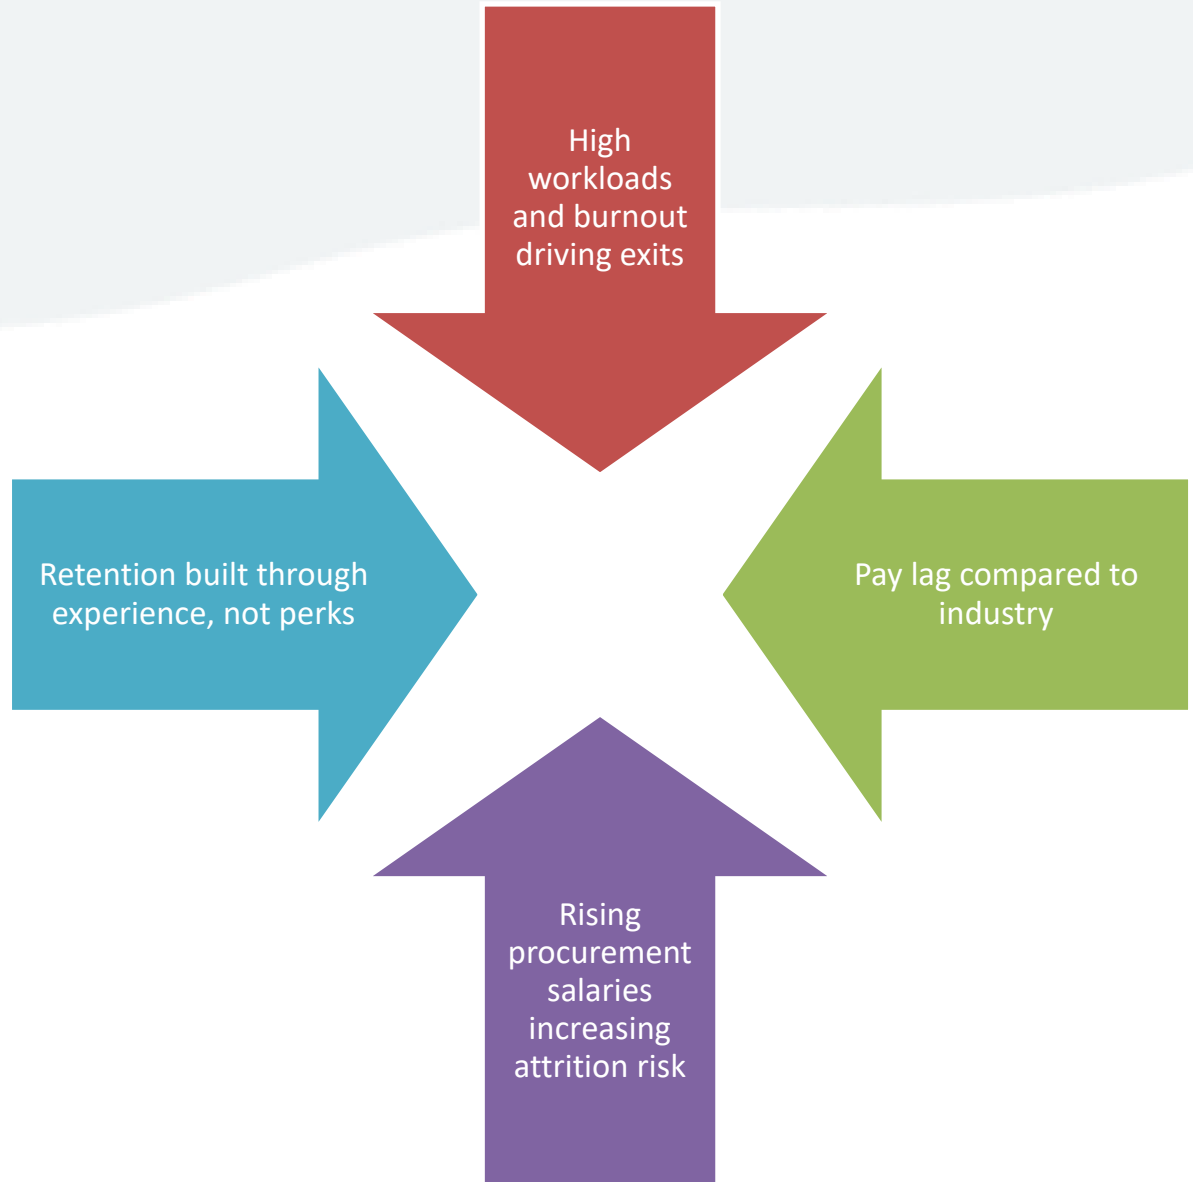 High
workloads
and burnout
driving exits
Retention built through
experience, not perks
Pay lag compared to
industry
Rising
procurement
salaries
increasing
attrition risk